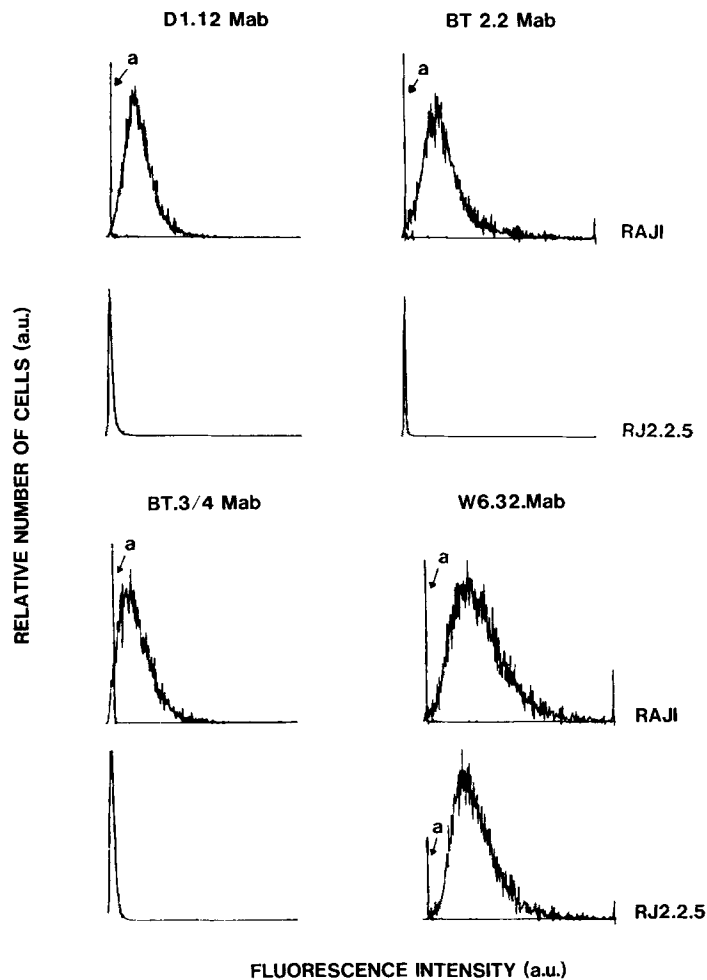 D1.12 Mab
BT 2.2 Mab
a
a
RAJI
RJ2.2.5
BT.3/4 Mab
W6.32.Mab
a
a
RAJI
a
RJ2.2.5
RELATIVE NUMBER OF CELLS (a.u.)
FLUORESCENCE INTENSITY (a.u.)